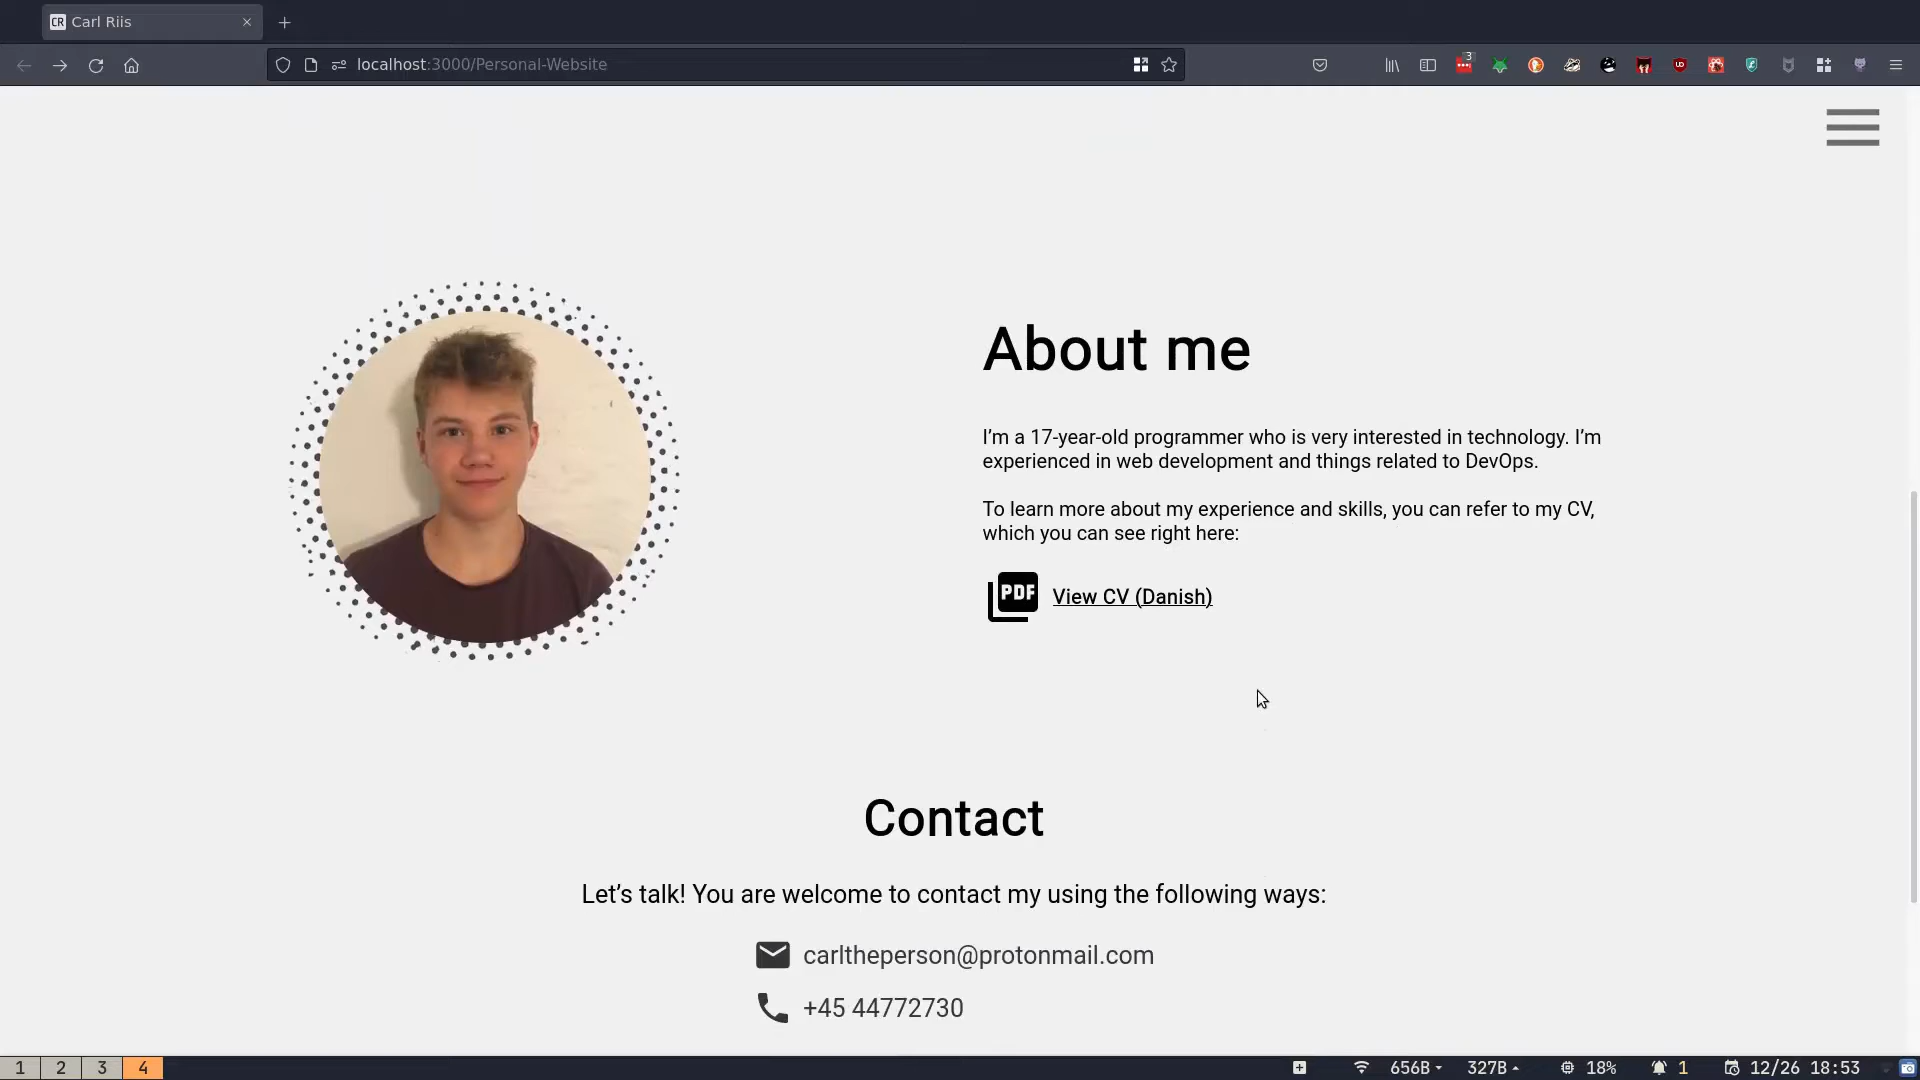 CR Carl Riis
localhost:3000/Personal-Website
3
About me
I'm a 17-year-old programmer who is very interested in technology. I'm
experienced in web development and things related to DevOps.
To learn more about my experience and skills, you can refer to my CV,
which you can see right here:
PDF View CV (Danish)
Contact
Let's talk! You are welcome to contact my using the following ways:
carltheperson@protonmail.com
+45 44772730
1 2 3 4 656B 327B 18% 1 12/26 18:53